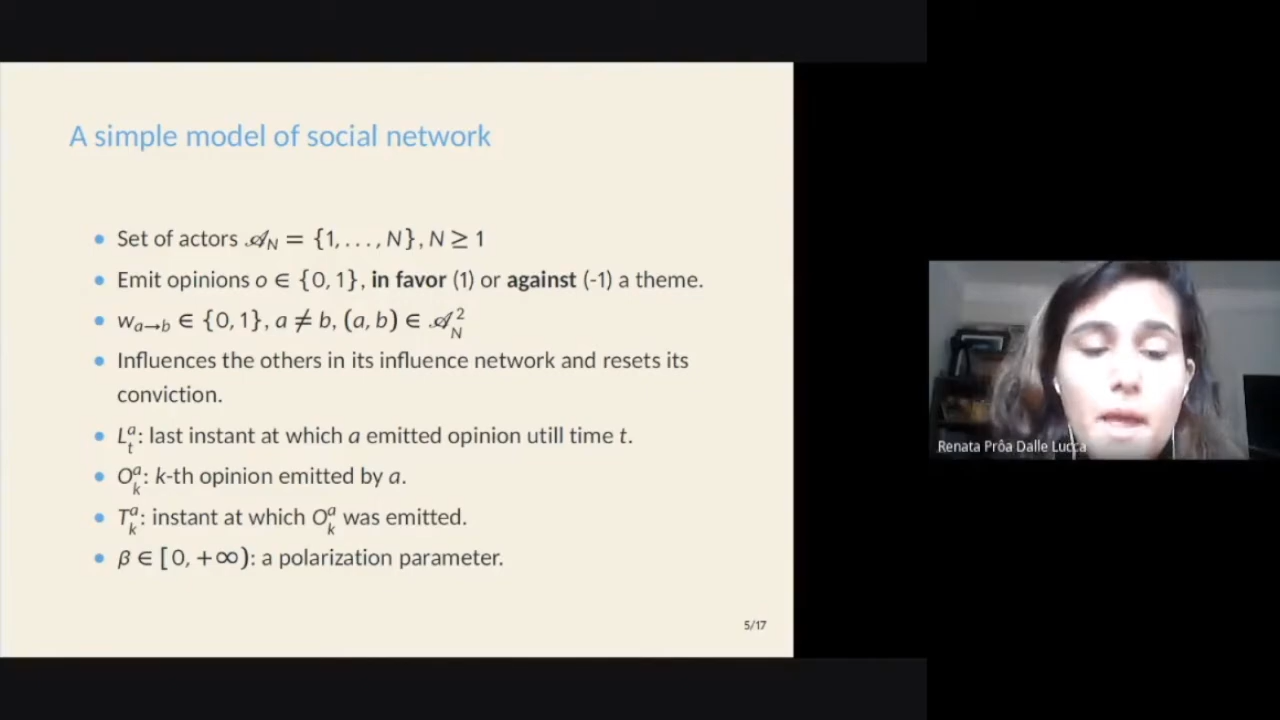 A simple model of social network
• Set of actors 𝒜_N = {1, . . . , N}, N ≥ 1
• Emit opinions o ∈ {0, 1}, in favor (1) or against (-1) a theme.
• w_{a→b} ∈ {0, 1}, a ≠ b, (a, b) ∈ 𝒜_N^2
• Influences the others in its influence network and resets its
conviction.
• L_t^a: last instant at which a emitted opinion utill time t.
• O_k^a: k-th opinion emitted by a.
• T_k^a: instant at which O_k^a was emitted.
• β ∈ [0, +∞): a polarization parameter.
5/17
Renata Prôa Dalle Lucca